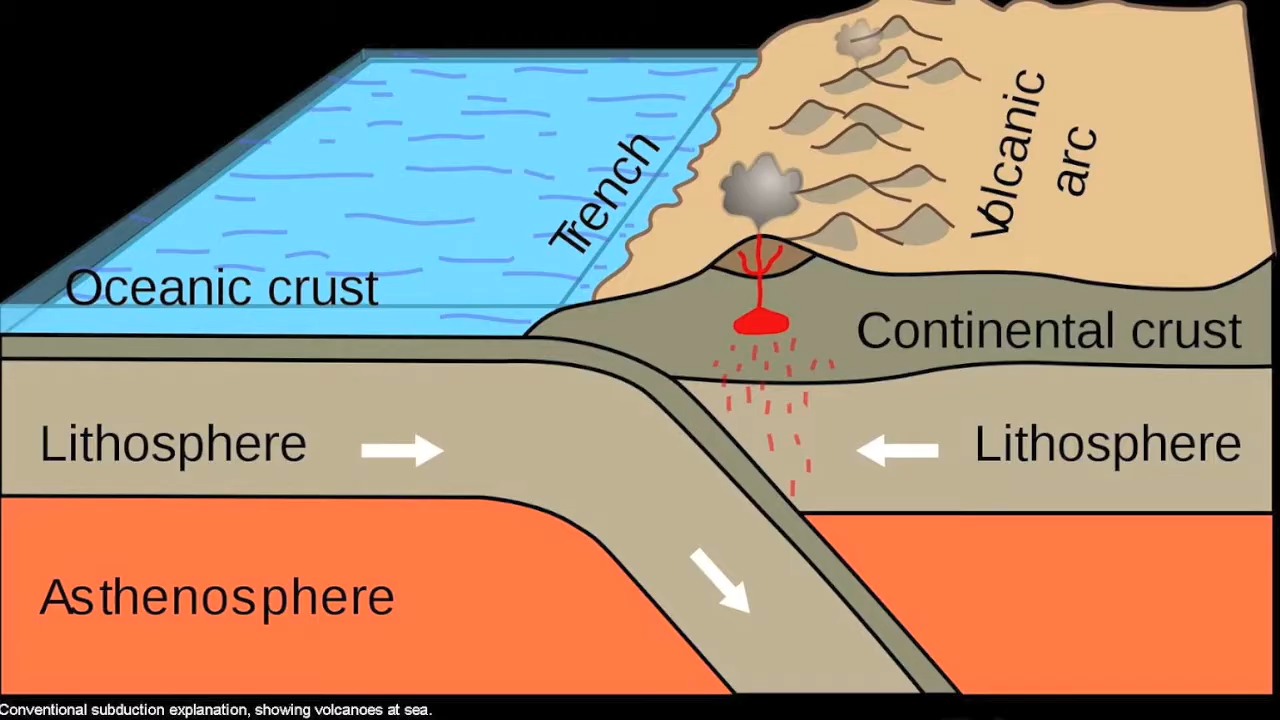 Volcanic
arc
Trench
Oceanic crust
Continental crust
Lithosphere
Lithosphere
Asthenosphere
Conventional subduction explanation, showing volcanoes at sea.